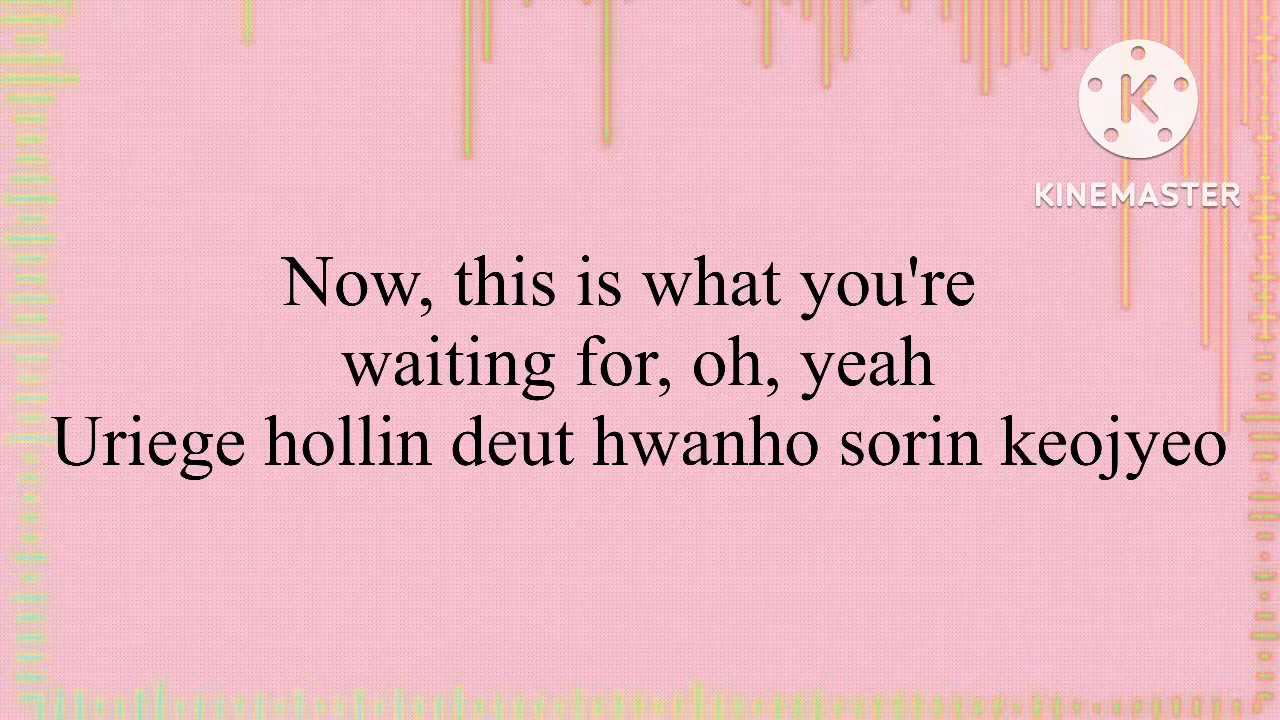 K
KINEMASTER
Now, this is what you're
waiting for, oh, yeah
Uriege hollin deut hwanho sorin keojyeo